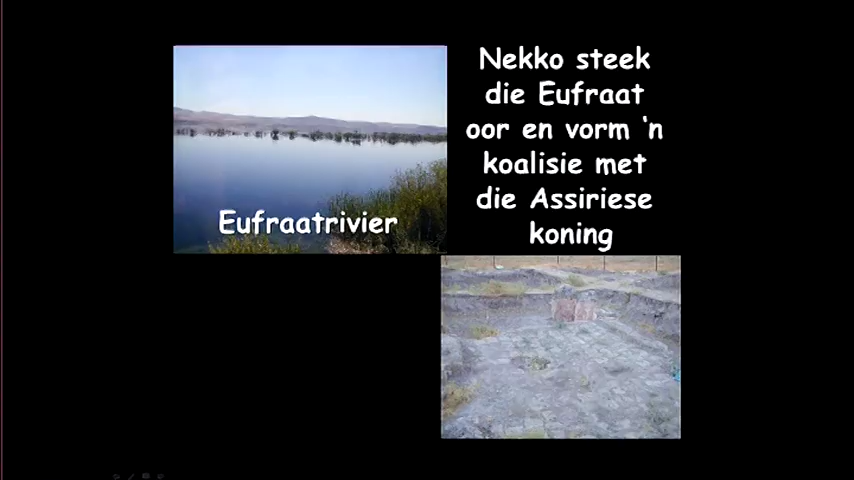 Nekko steek
die Eufraat
oor en vorm ‘n
koalisie met
die Assiriese
koning
Eufraatrivier